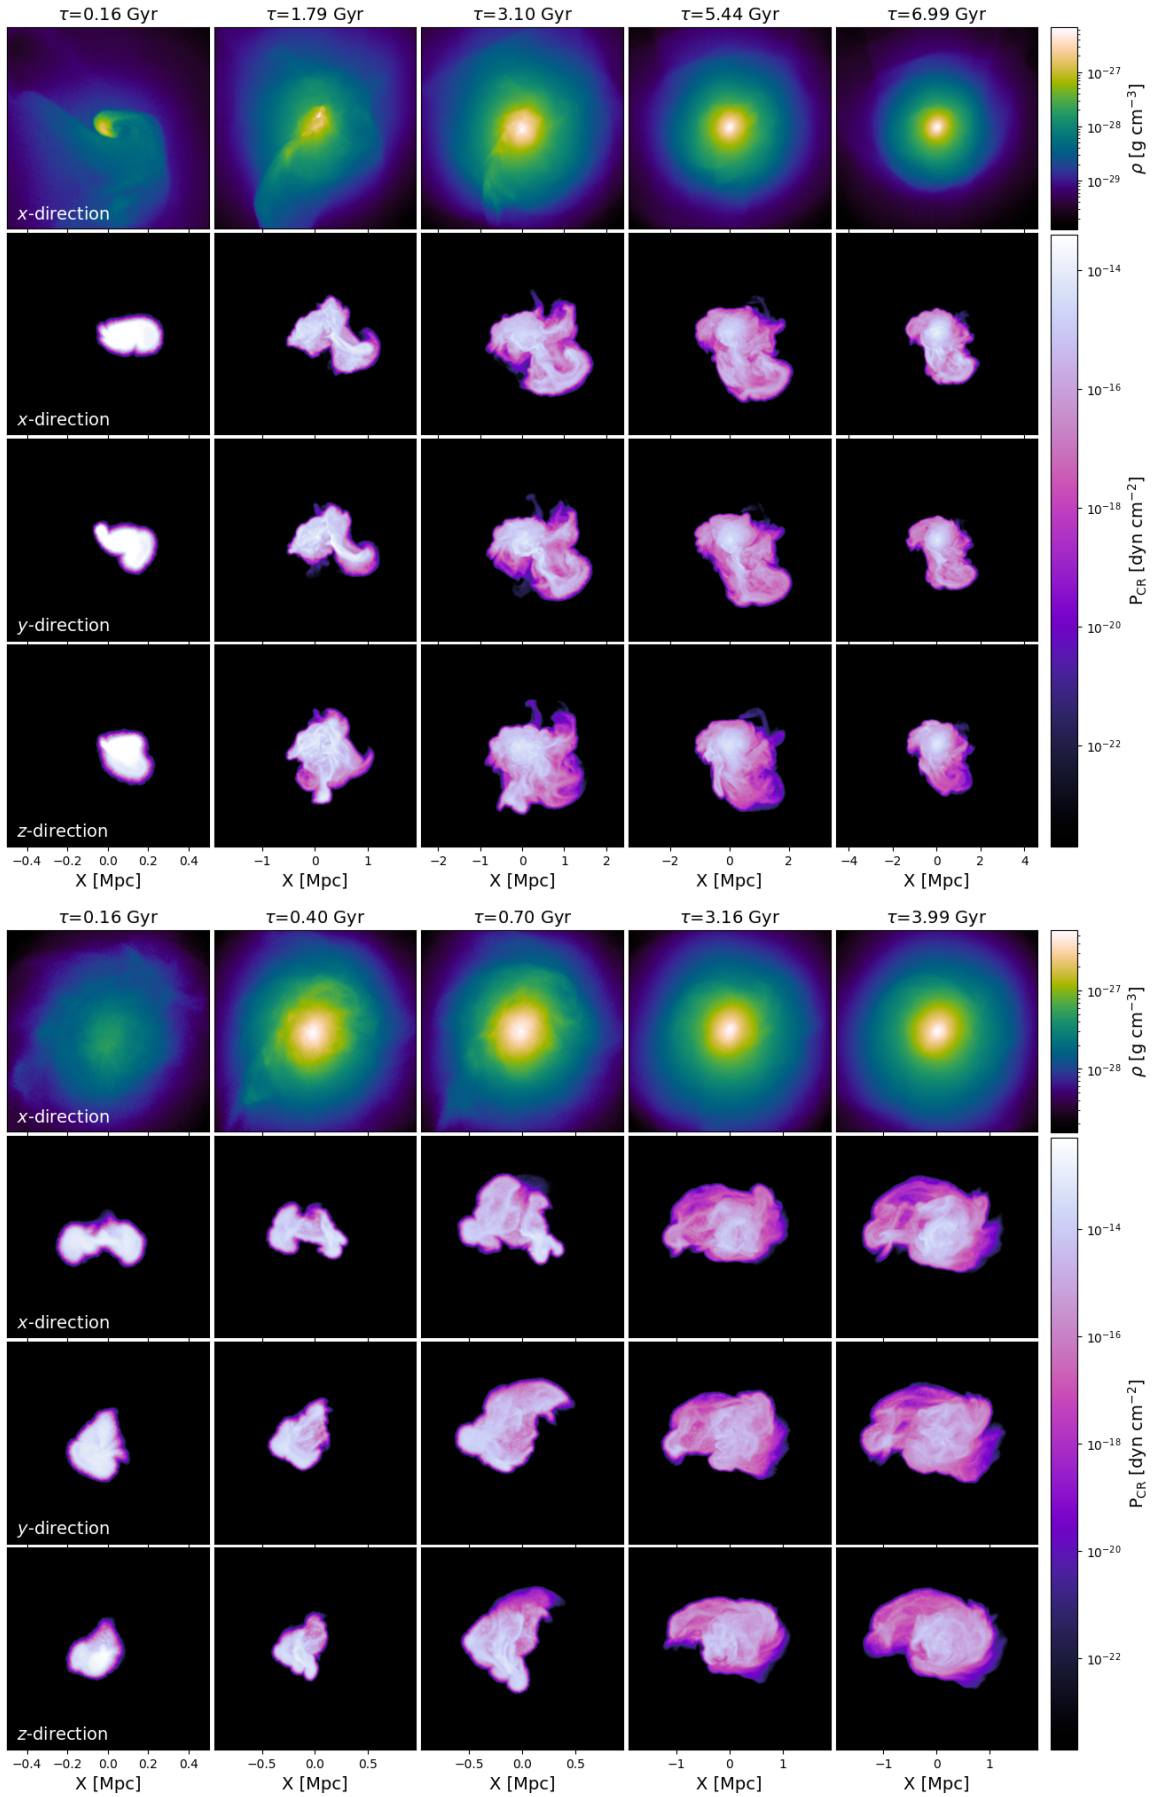 τ=0.16 Gyr τ=1.79 Gyr τ=3.10 Gyr τ=5.44 Gyr τ=6.99 Gyr
x-direction
10⁻²⁷
10⁻²⁸
10⁻²⁹
ρ [g cm⁻³]
x-direction
y-direction
z-direction
10⁻¹⁴
10⁻¹⁶
10⁻¹⁸
10⁻²⁰
10⁻²²
P_CR [dyn cm⁻²]
−0.4 −0.2 0.0 0.2 0.4 −1 0 1 −2 −1 0 1 2 −2 0 2 −4 −2 0 2 4
X [Mpc] X [Mpc] X [Mpc] X [Mpc] X [Mpc]
τ=0.16 Gyr τ=0.40 Gyr τ=0.70 Gyr τ=3.16 Gyr τ=3.99 Gyr
x-direction
10⁻²⁷
10⁻²⁸
ρ [g cm⁻³]
x-direction
y-direction
z-direction
10⁻¹⁴
10⁻¹⁶
10⁻¹⁸
10⁻²⁰
10⁻²²
P_CR [dyn cm⁻²]
−0.4 −0.2 0.0 0.2 0.4 −0.5 0.0 0.5 −0.5 0.0 0.5 −1 0 1 −1 0 1
X [Mpc] X [Mpc] X [Mpc] X [Mpc] X [Mpc]